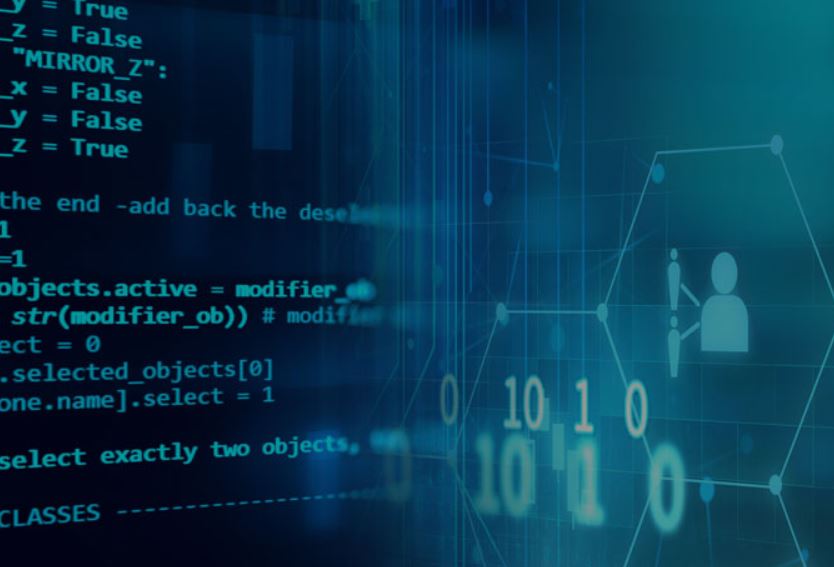 _y = True
_z = False
"MIRROR_Z":
_x = False
_y = False
_z = True
the end -add back the dese
1
=1
objects.active = modifier_ob
str(modifier_ob)) # modif
ect = 0
.selected_objects[0]
one.name].select = 1
select exactly two objects,
CLASSES ----------------------
0 10 1 0
0 10 1 0